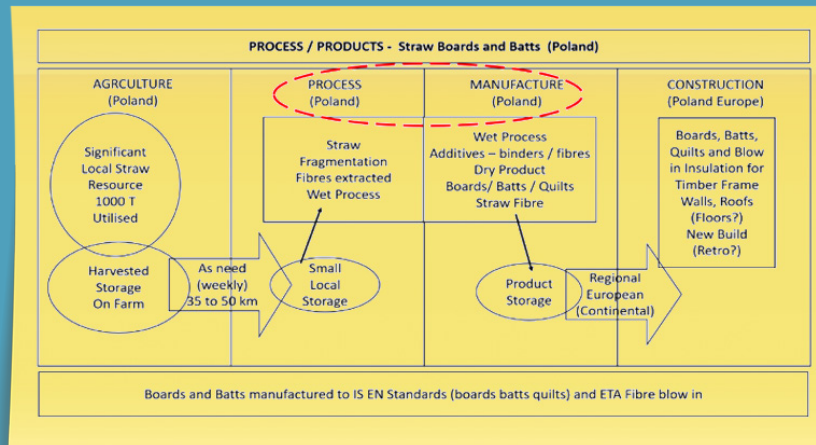 PROCESS / PRODUCTS - Straw Boards and Batts (Poland)
AGRCULTURE
(Poland)
Significant
Local Straw
Resource
1000 T
Utilised
Harvested
Storage
On Farm
As need
(weekly)
35 to 50 km
PROCESS
(Poland)
Straw
Fragmentation
Fibres extracted
Wet Process
Small
Local
Storage
MANUFACTURE
(Poland)
Wet Process
Additives – binders / fibres
Dry Product
Boards/ Batts / Quilts
Straw Fibre
Product
Storage
Regional
European
(Continental)
CONSTRUCTION
(Poland Europe)
Boards, Batts,
Quilts and Blow
in Insulation for
Timber Frame
Walls, Roofs
(Floors?)
New Build
(Retro?)
Boards and Batts manufactured to IS EN Standards (boards batts quilts) and ETA Fibre blow in